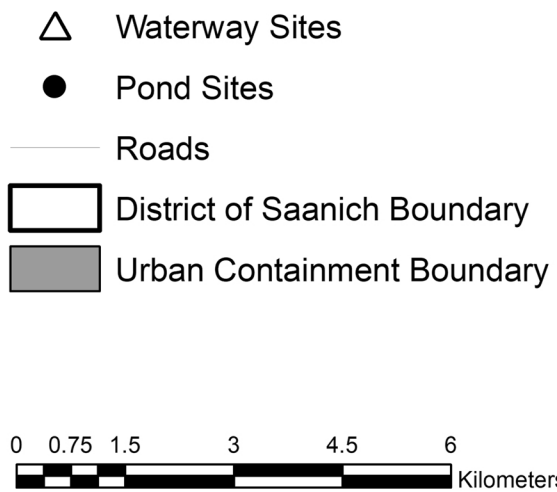 Waterway Sites
Pond Sites
Roads
District of Saanich Boundary
Urban Containment Boundary
0 0.75 1.5 3 4.5 6
Kilometers